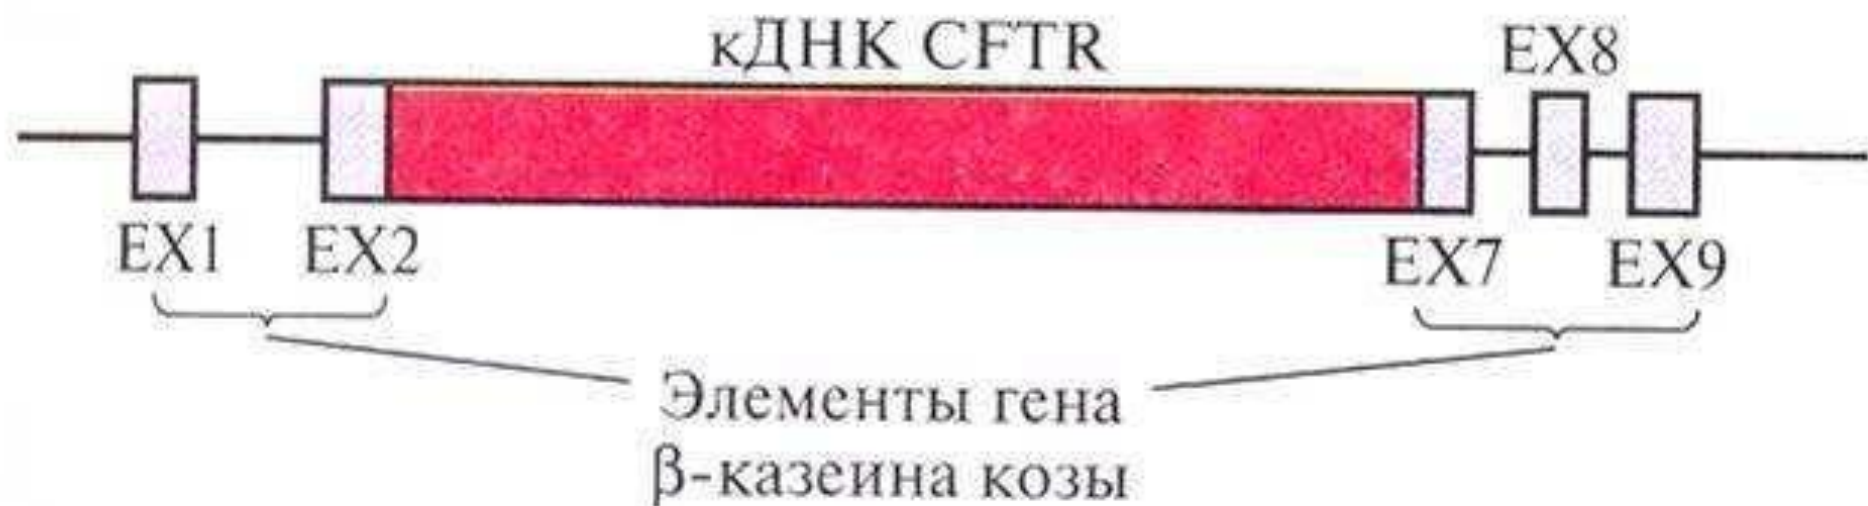 кДНК CFTR
EX8
EX1
EX2
EX7
EX9
Элементы гена
β-казеина козы